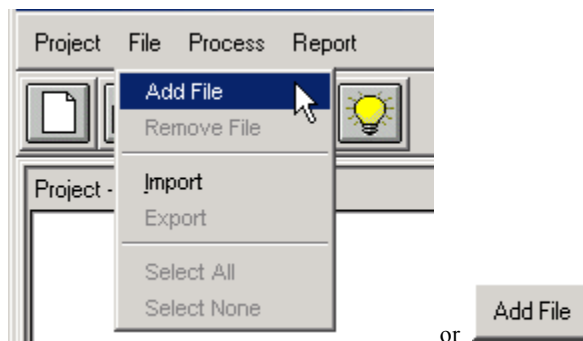 Project File Process Report
Add File
Remove File
Project -
Import
Export
Select All
Select None
or Add File